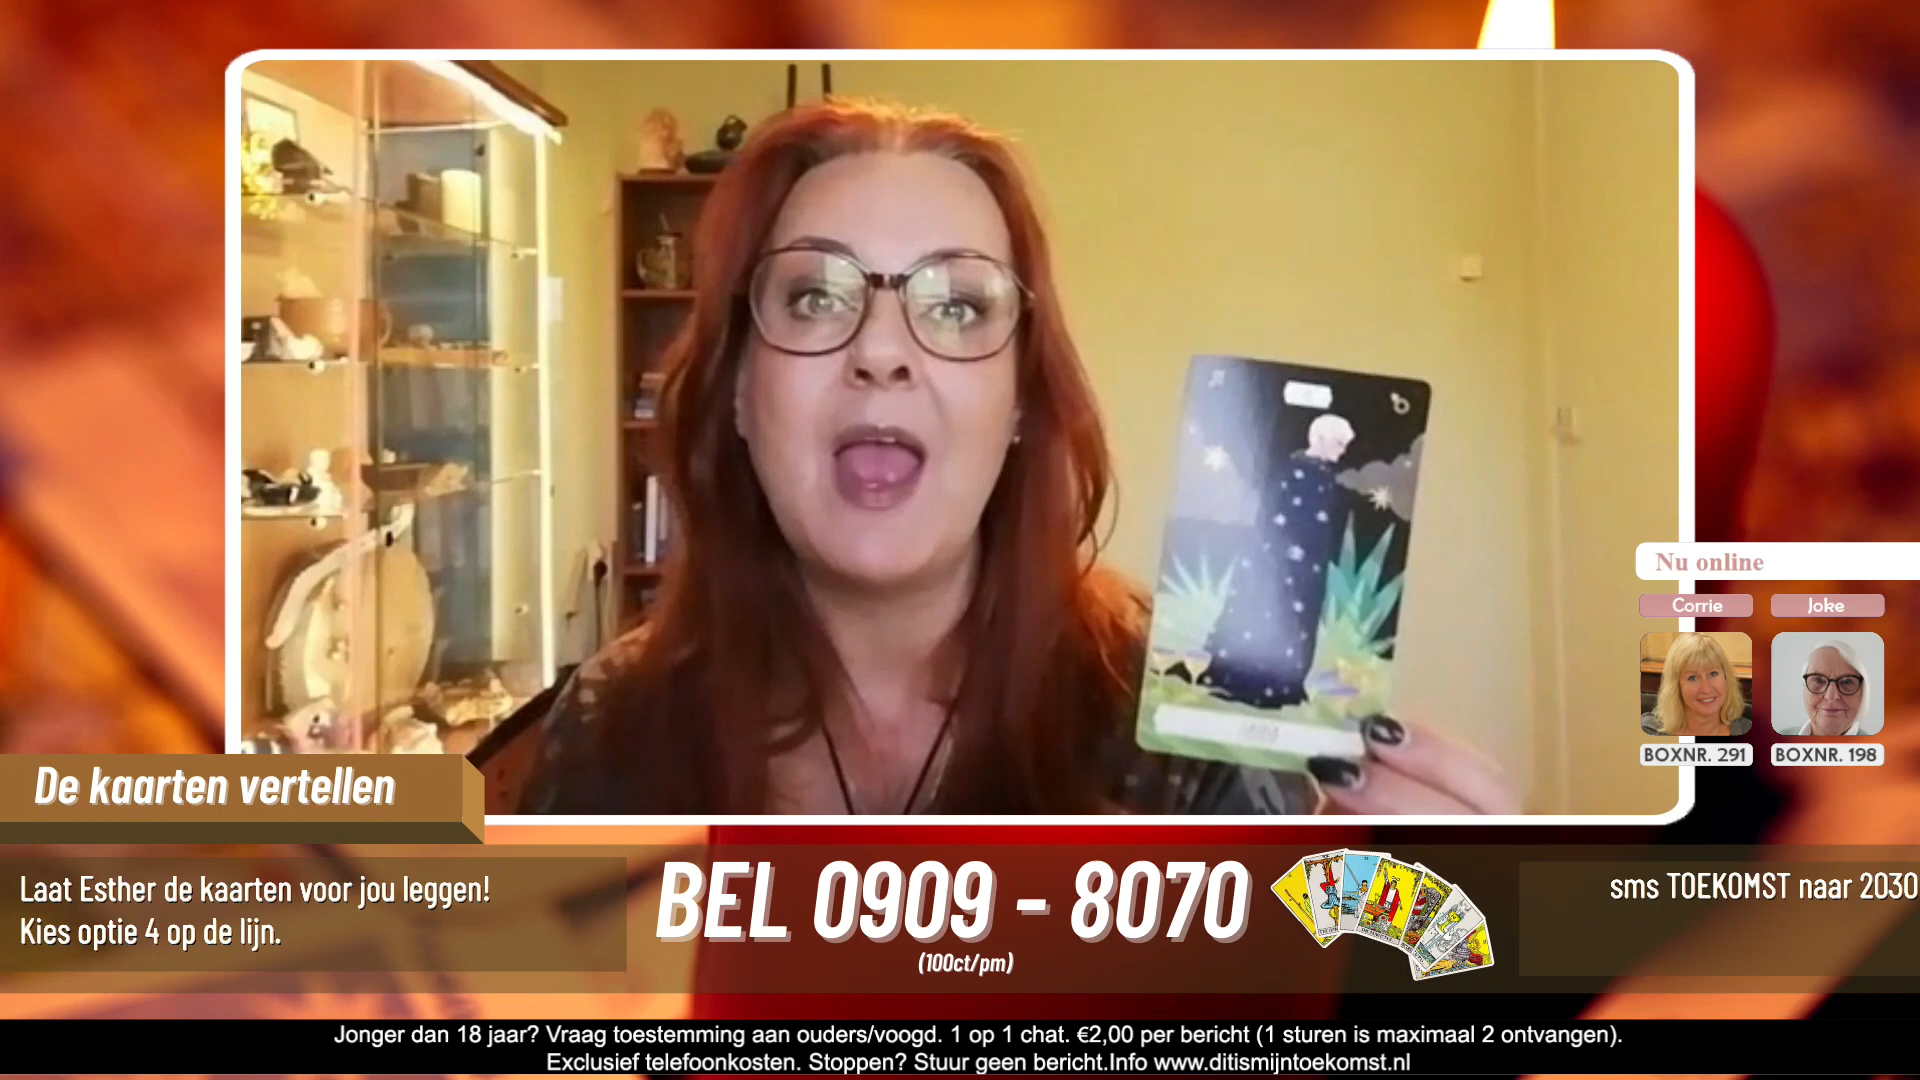 Nu online
Corrie
Joke
BOXNR. 291
BOXNR. 198
De kaarten vertellen
Laat Esther de kaarten voor jou leggen!
Kies optie 4 op de lijn.
BEL 0909 - 8070
(100ct/pm)
sms TOEKOMST naar 2030
Jonger dan 18 jaar? Vraag toestemming aan ouders/voogd. 1 op 1 chat. €2,00 per bericht (1 sturen is maximaal 2 ontvangen).
Exclusief telefoonkosten. Stoppen? Stuur geen bericht.Info www.ditismijntoekomst.nl